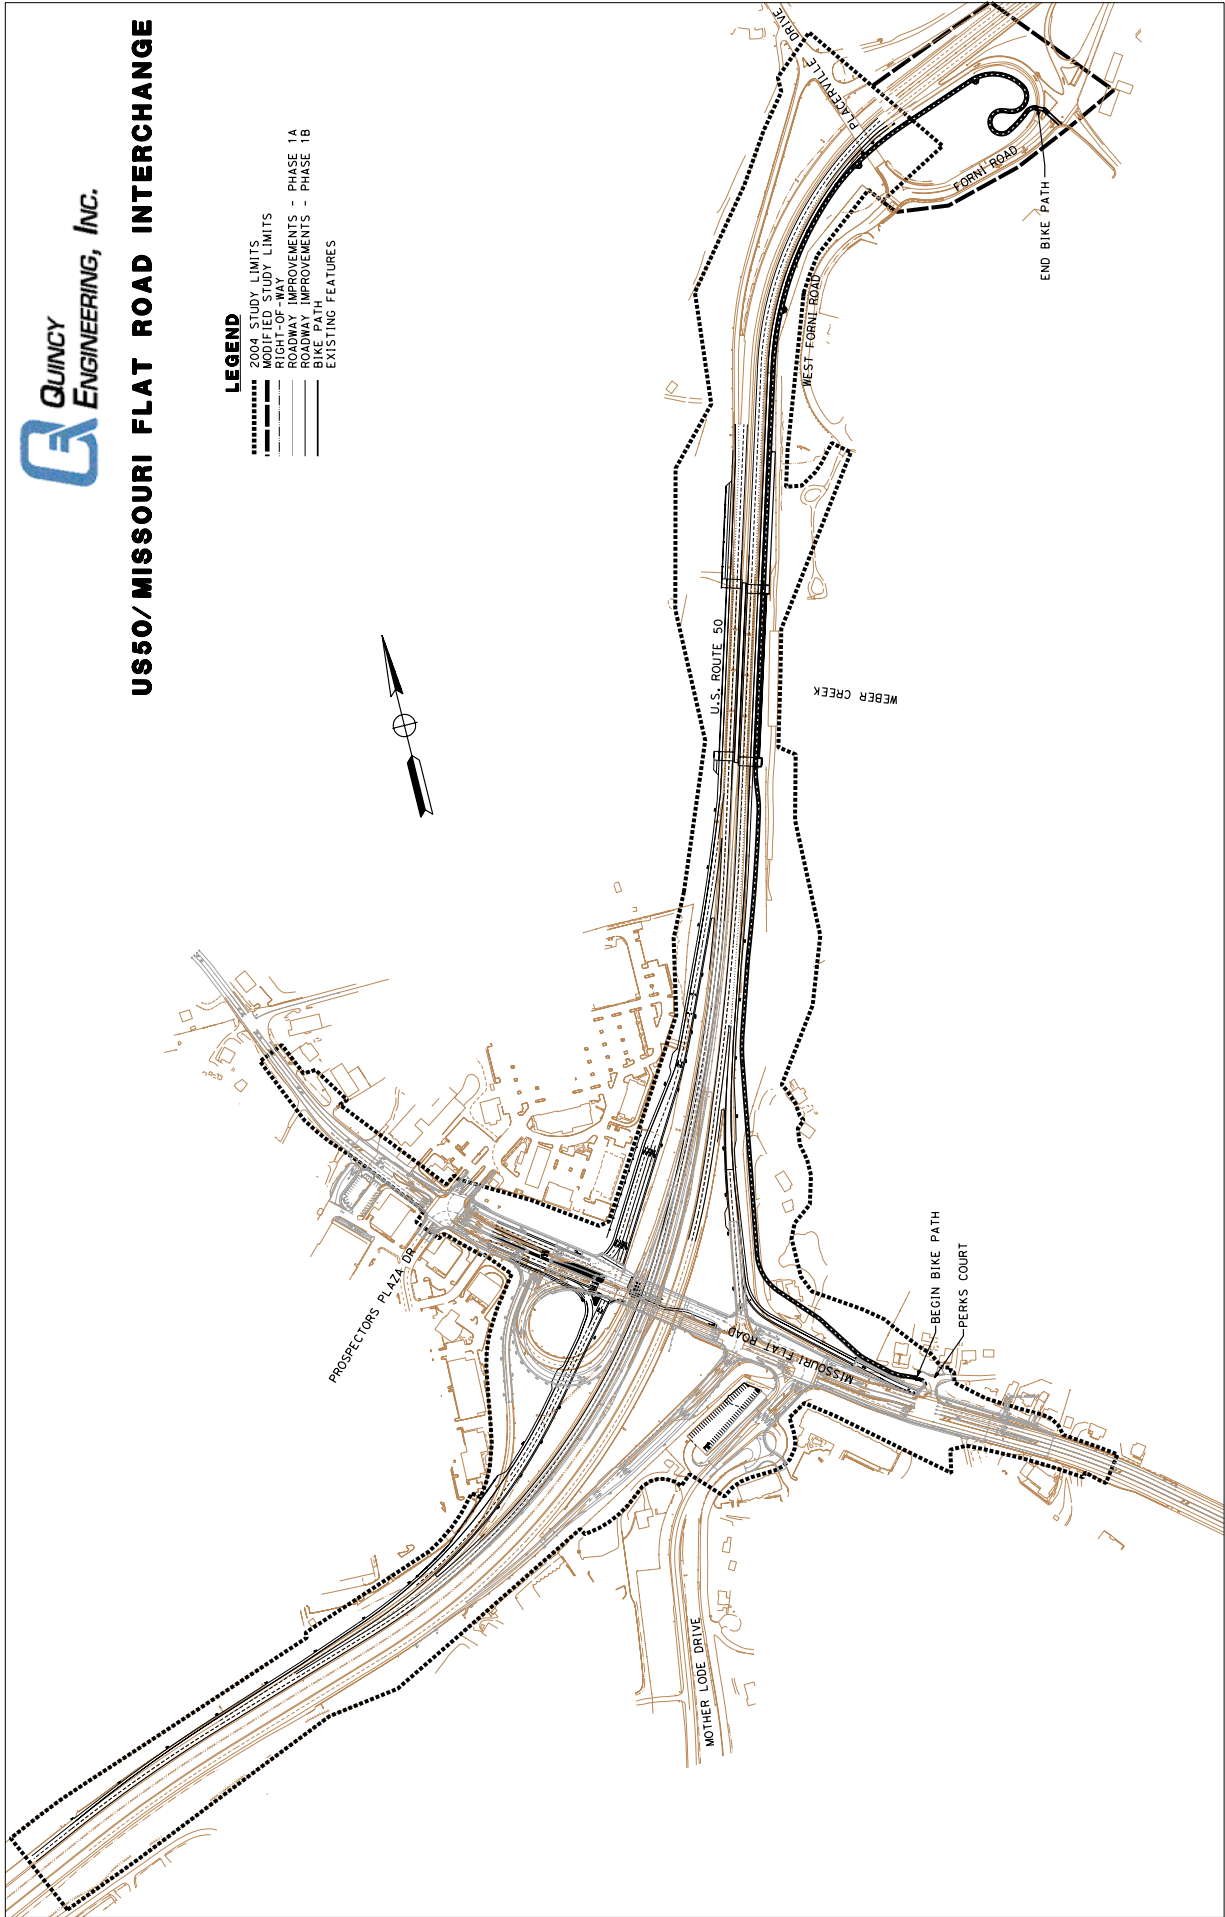 QUINCY
ENGINEERING, INC.
US50/MISSOURI FLAT ROAD INTERCHANGE
LEGEND
2004 STUDY LIMITS
MODIFIED STUDY LIMITS
RIGHT-OF-WAY
ROADWAY IMPROVEMENTS - PHASE 1A
ROADWAY IMPROVEMENTS - PHASE 1B
BIKE PATH
EXISTING FEATURES
PLACERVILLE DRIVE
FORNI ROAD
END BIKE PATH
WEST FORNI ROAD
U.S. ROUTE 50
WEBER CREEK
PROSPECTORS PLAZA DR
MISSOURI FLAT ROAD
BEGIN BIKE PATH
PERKS COURT
MOTHER LODE DRIVE